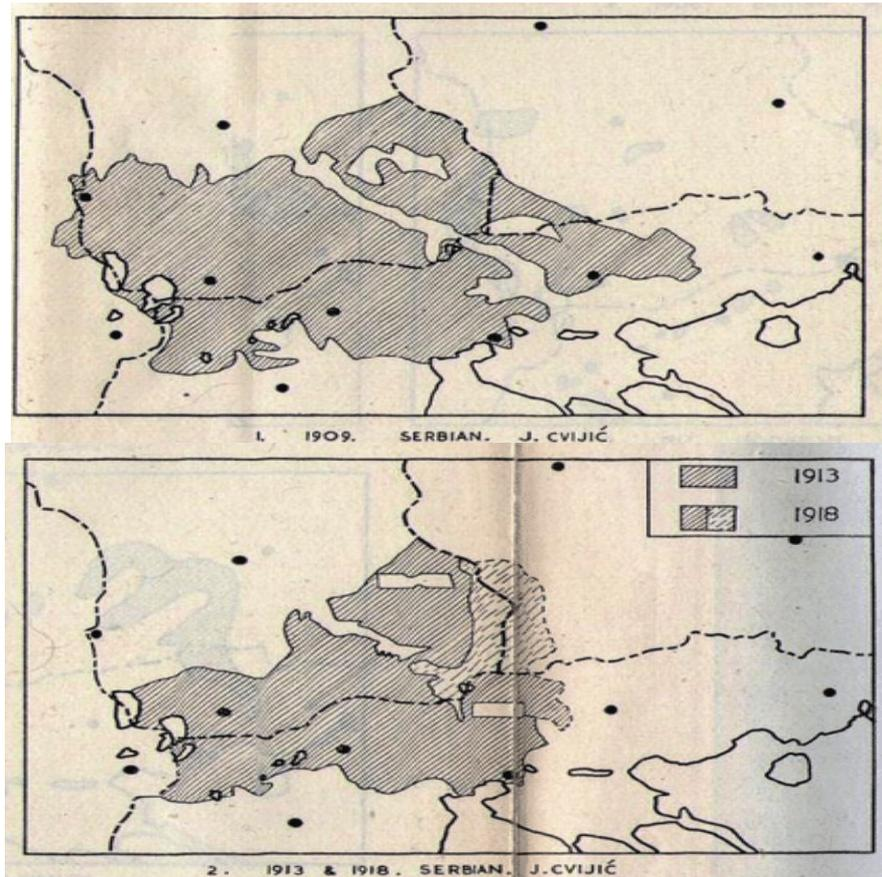 1. 1909. SERBIAN. J. CVIJIĆ
1913
1918
2. 1913 & 1918. SERBIAN. J. CVIJIĆ